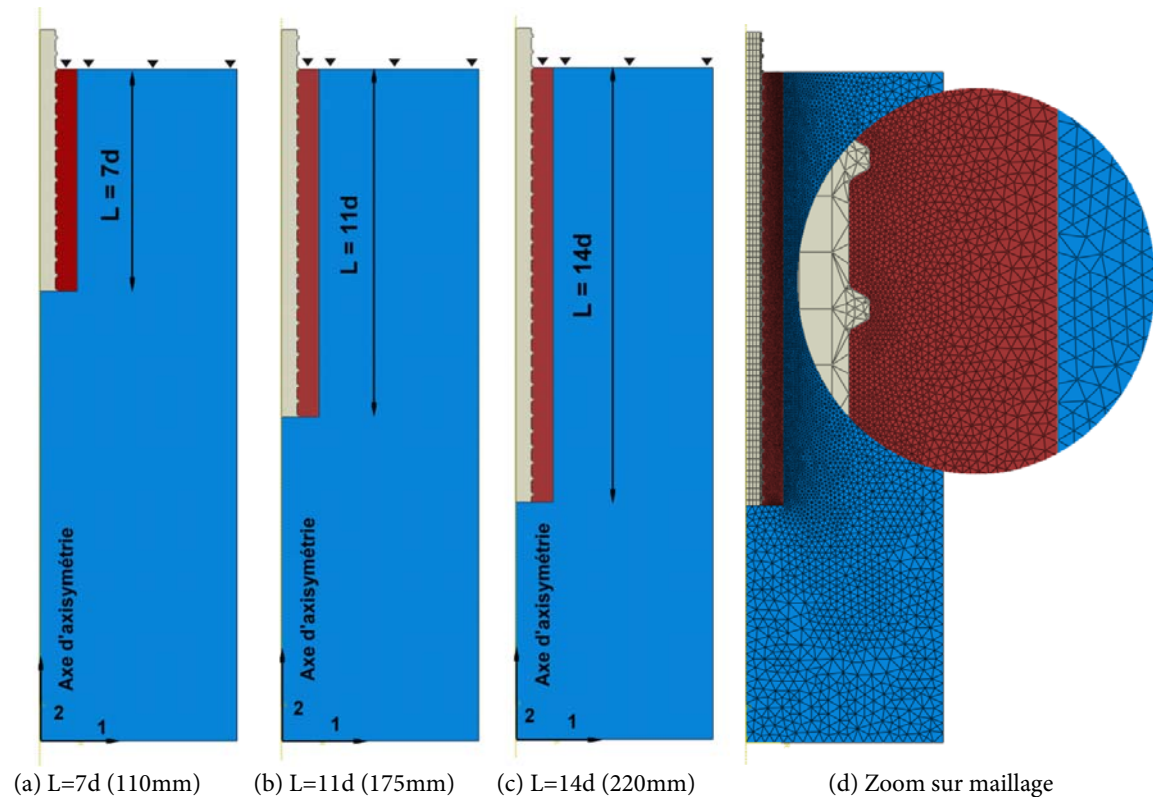 L = 7d
Axe d'axisymétrie
2
1
L = 11d
Axe d'axisymétrie
2
1
L = 14d
Axe d'axisymétrie
2
1
(a) L=7d (110mm)
(b) L=11d (175mm)
(c) L=14d (220mm)
(d) Zoom sur maillage